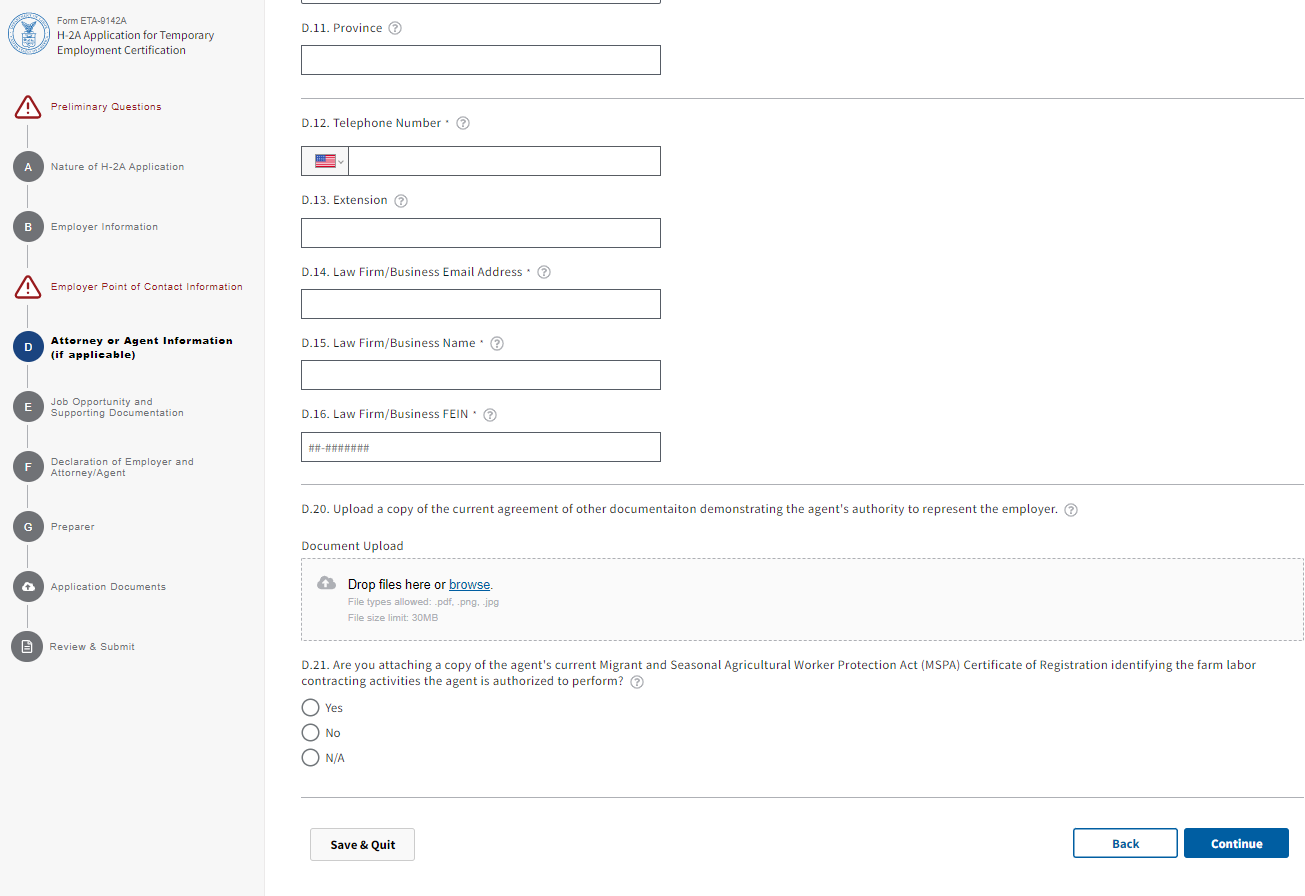 Form ETA-9142A
H-2A Application for Temporary
Employment Certification
Preliminary Questions
A
Nature of H-2A Application
B
Employer Information
Employer Point of Contact Information
D
Attorney or Agent Information
(if applicable)
E
Job Opportunity and
Supporting Documentation
F
Declaration of Employer and
Attorney/Agent
G
Preparer
Application Documents
Review & Submit
D.11. Province ?
D.12. Telephone Number * ?
D.13. Extension ?
D.14. Law Firm/Business Email Address * ?
D.15. Law Firm/Business Name * ?
D.16. Law Firm/Business FEIN * ?
##-#######
D.20. Upload a copy of the current agreement of other documentaiton demonstrating the agent's authority to represent the employer. ?
Document Upload
Drop files here or browse.
File types allowed: .pdf, .png, .jpg
File size limit: 30MB
D.21. Are you attaching a copy of the agent's current Migrant and Seasonal Agricultural Worker Protection Act (MSPA) Certificate of Registration identifying the farm labor
contracting activities the agent is authorized to perform? ?
Yes
No
N/A
Save & Quit
Back
Continue